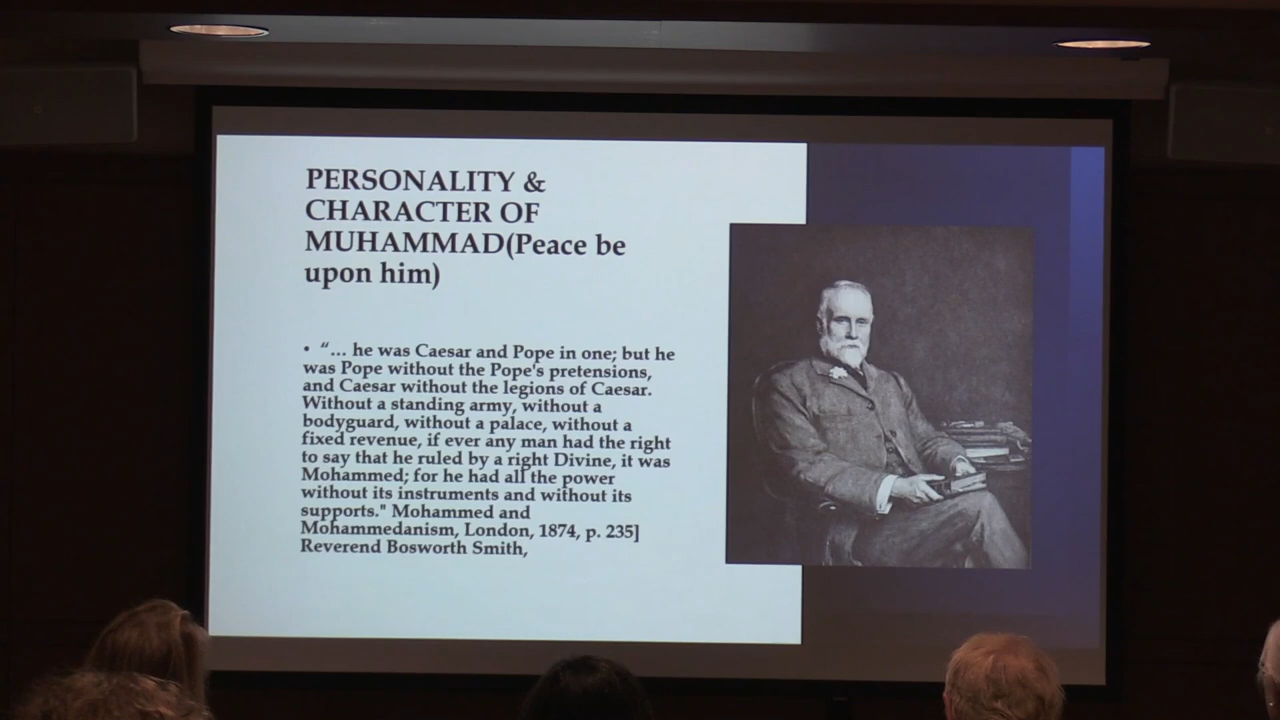 PERSONALITY &
CHARACTER OF
MUHAMMAD(Peace be
upon him)
• “... he was Caesar and Pope in one; but he
was Pope without the Pope's pretensions,
and Caesar without the legions of Caesar.
Without a standing army, without a
bodyguard, without a palace, without a
fixed revenue, if ever any man had the right
to say that he ruled by a right Divine, it was
Mohammed; for he had all the power
without its instruments and without its
supports." Mohammed and
Mohammedanism, London, 1874, p. 235]
Reverend Bosworth Smith,